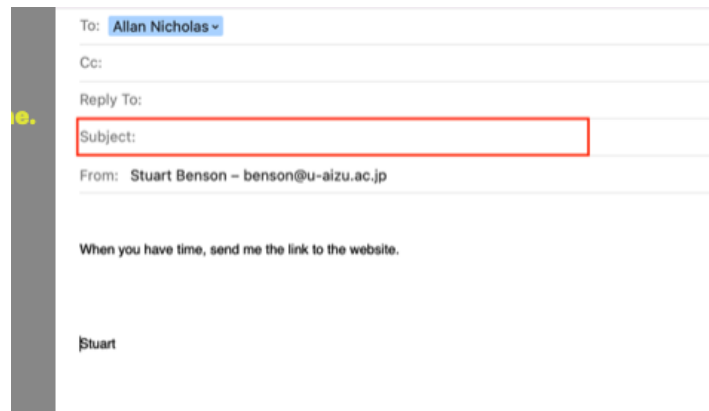 To: Allan Nicholas
Cc:
Reply To:
e.
Subject:
From: Stuart Benson – benson@u-aizu.ac.jp
When you have time, send me the link to the website.
Stuart